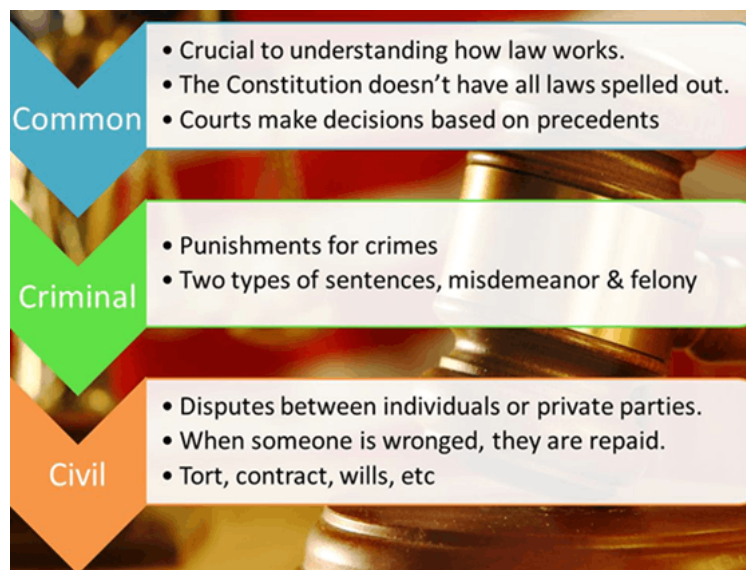 Common
• Crucial to understanding how law works.
• The Constitution doesn’t have all laws spelled out.
• Courts make decisions based on precedents
Criminal
• Punishments for crimes
• Two types of sentences, misdemeanor & felony
Civil
• Disputes between individuals or private parties.
• When someone is wronged, they are repaid.
• Tort, contract, wills, etc